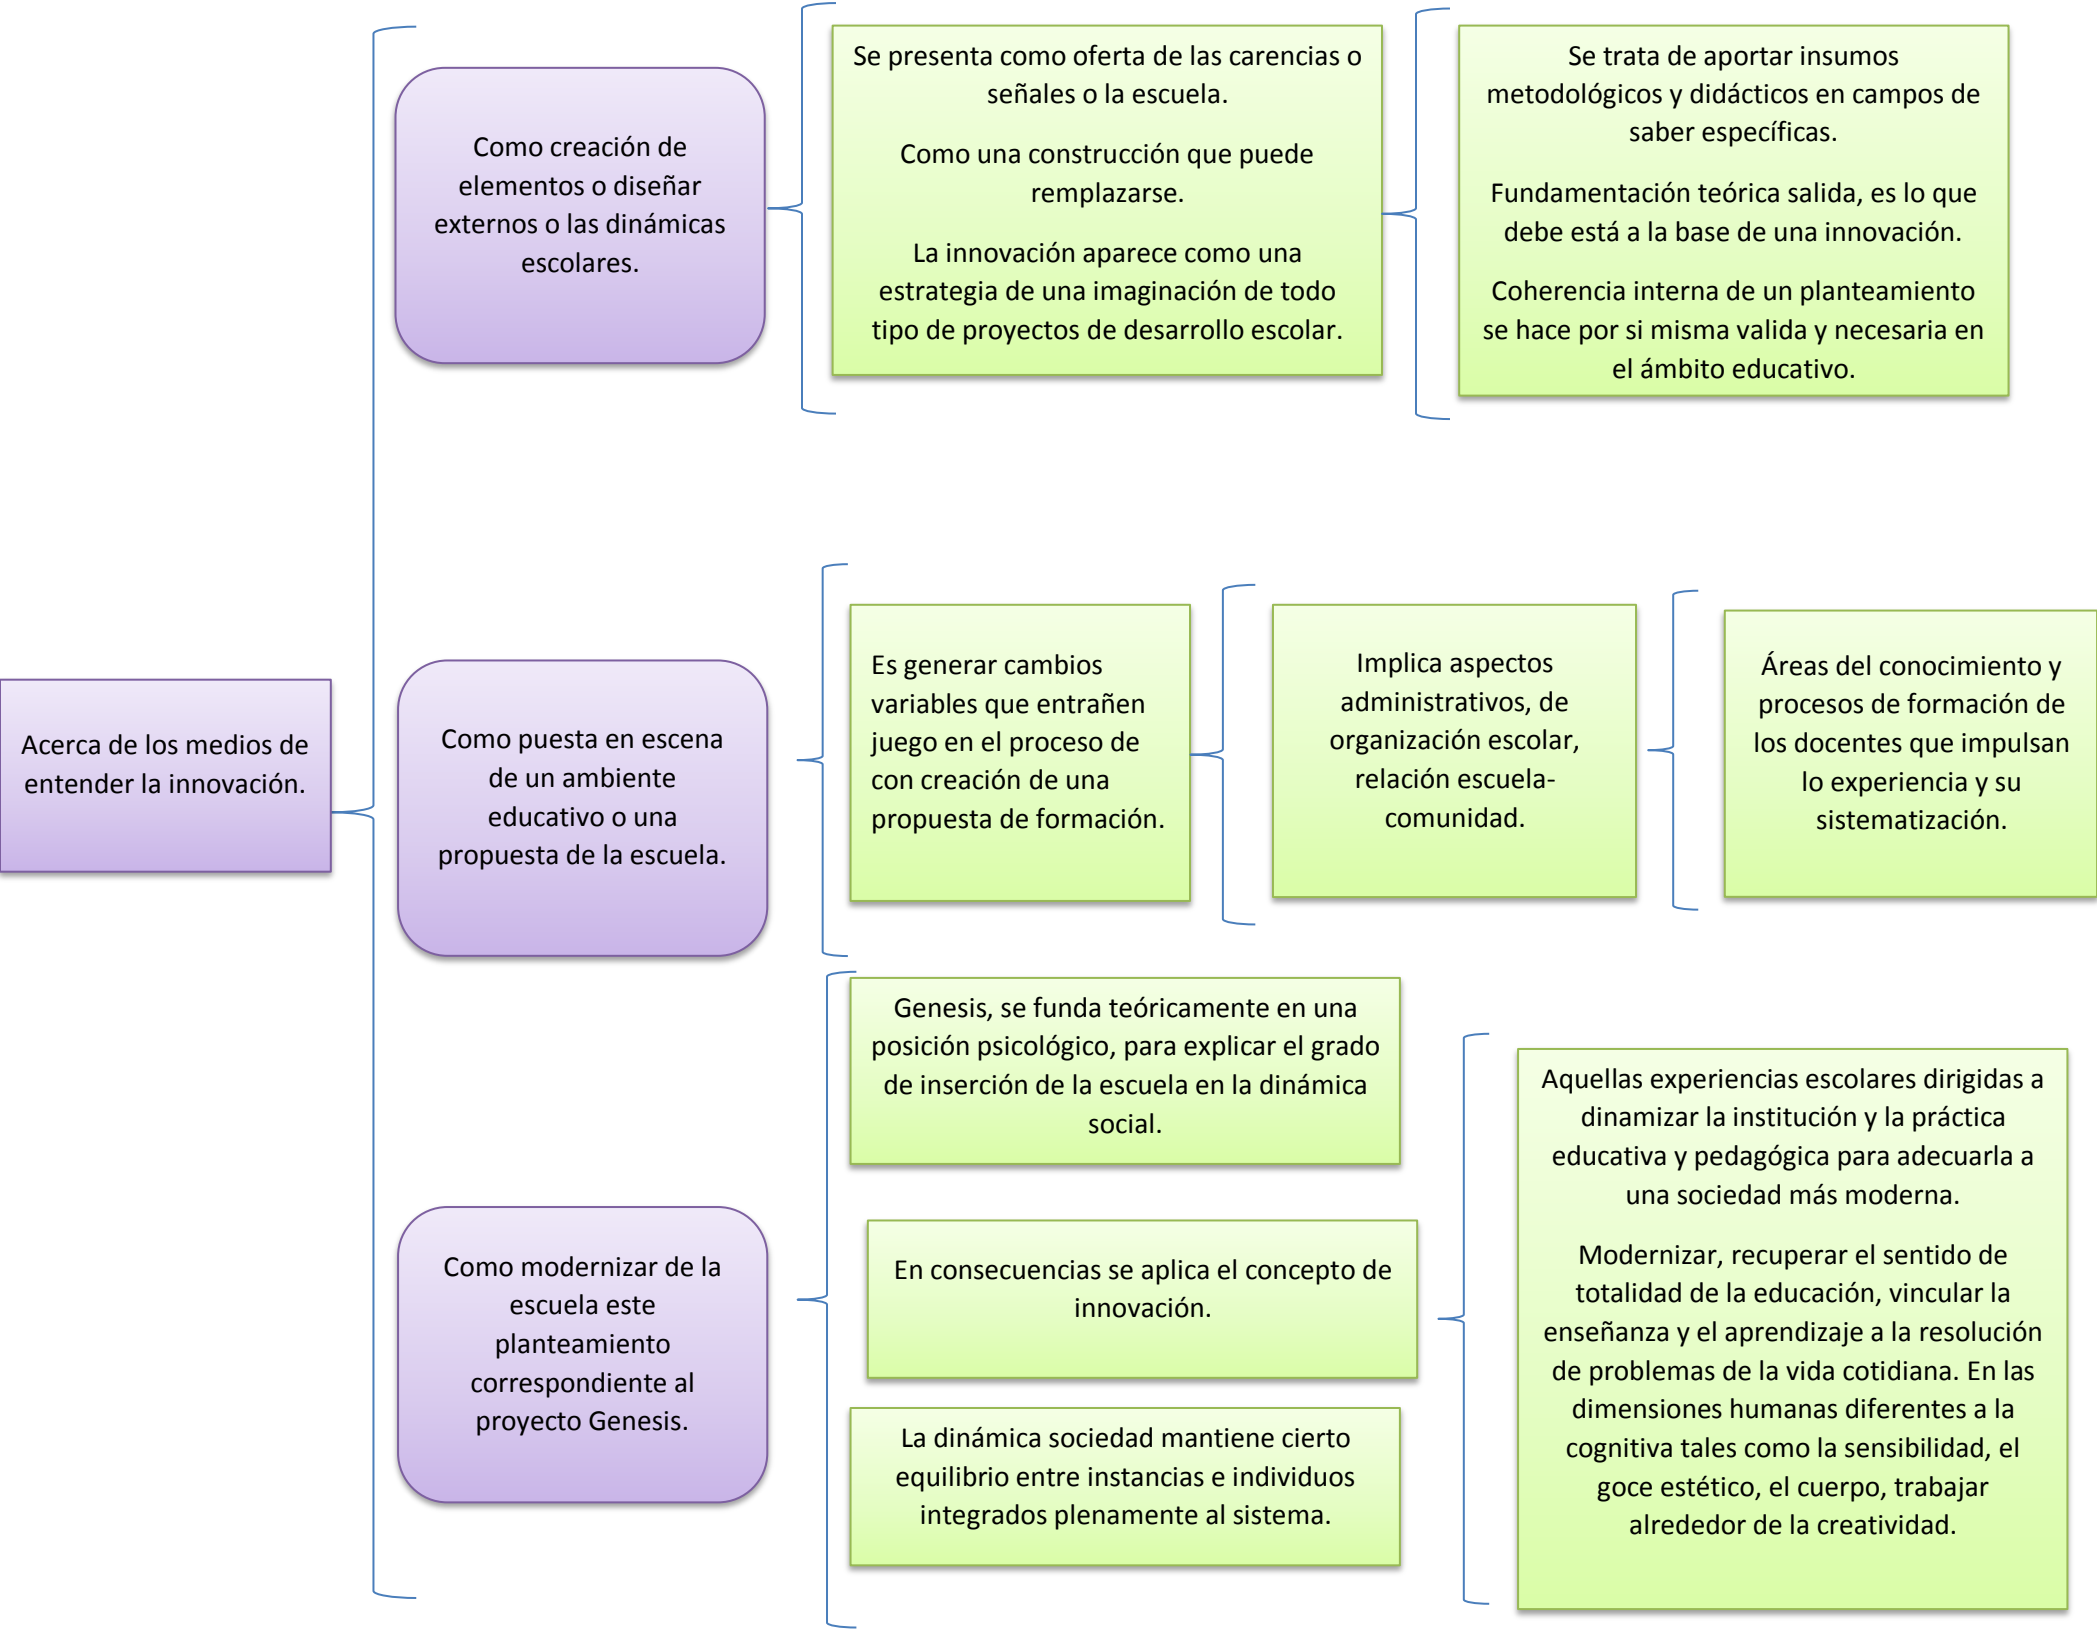 Acerca de los medios de
entender la innovación.
Como creación de
elementos o diseñar
externos o las dinámicas
escolares.
Se presenta como oferta de las carencias o
señales o la escuela.
Como una construcción que puede
remplazarse.
La innovación aparece como una
estrategia de una imaginación de todo
tipo de proyectos de desarrollo escolar.
Se trata de aportar insumos
metodológicos y didácticos en campos de
saber específicas.
Fundamentación teórica salida, es lo que
debe está a la base de una innovación.
Coherencia interna de un planteamiento
se hace por si misma valida y necesaria en
el ámbito educativo.
Como puesta en escena
de un ambiente
educativo o una
propuesta de la escuela.
Es generar cambios
variables que entrañen
juego en el proceso de
con creación de una
propuesta de formación.
Implica aspectos
administrativos, de
organización escolar,
relación escuela-
comunidad.
Áreas del conocimiento y
procesos de formación de
los docentes que impulsan
lo experiencia y su
sistematización.
Como modernizar de la
escuela este
planteamiento
correspondiente al
proyecto Genesis.
Genesis, se funda teóricamente en una
posición psicológico, para explicar el grado
de inserción de la escuela en la dinámica
social.
En consecuencias se aplica el concepto de
innovación.
La dinámica sociedad mantiene cierto
equilibrio entre instancias e individuos
integrados plenamente al sistema.
Aquellas experiencias escolares dirigidas a
dinamizar la institución y la práctica
educativa y pedagógica para adecuarla a
una sociedad más moderna.
Modernizar, recuperar el sentido de
totalidad de la educación, vincular la
enseñanza y el aprendizaje a la resolución
de problemas de la vida cotidiana. En las
dimensiones humanas diferentes a la
cognitiva tales como la sensibilidad, el
goce estético, el cuerpo, trabajar
alrededor de la creatividad.